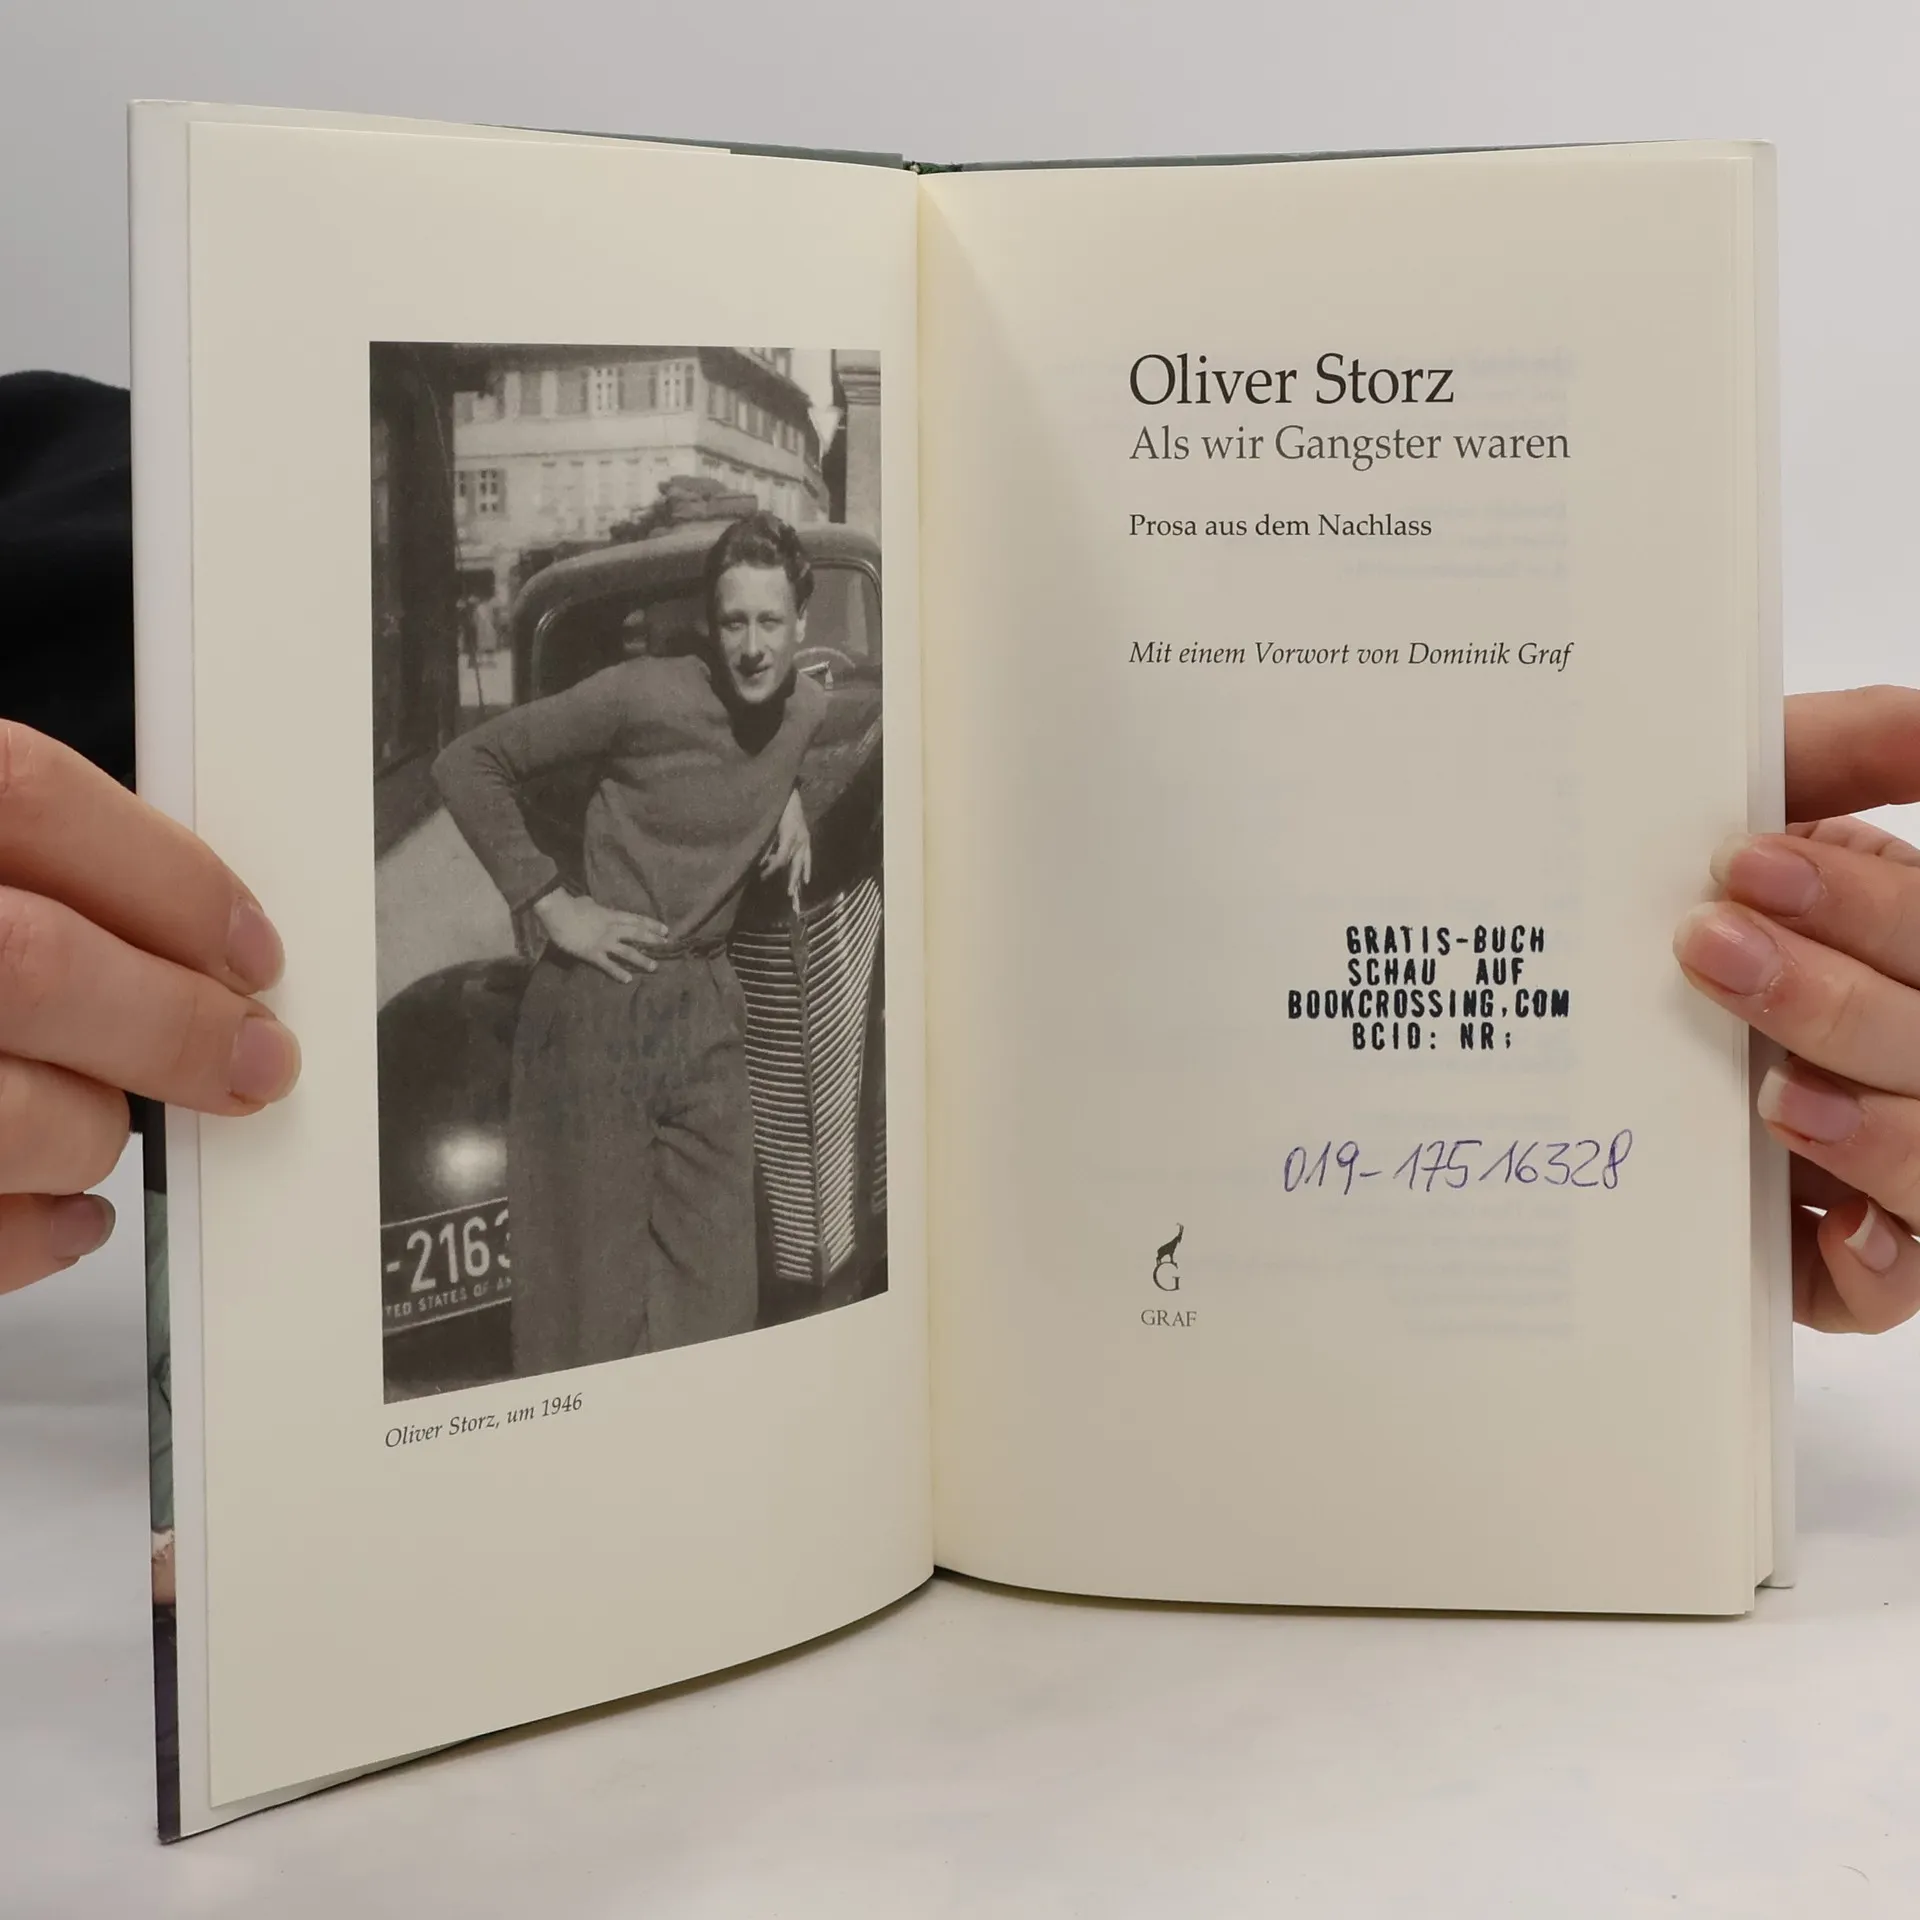 -2163
TED STATES OF AM
Oliver Storz, um 1946
Oliver Storz
Als wir Gangster waren
Prosa aus dem Nachlass
Mit einem Vorwort von Dominik Graf
GRATIS-BUCH
SCHAU AUF
BOOKCROSSING.COM
BCID: NR:
019-17516328
G
GRAF